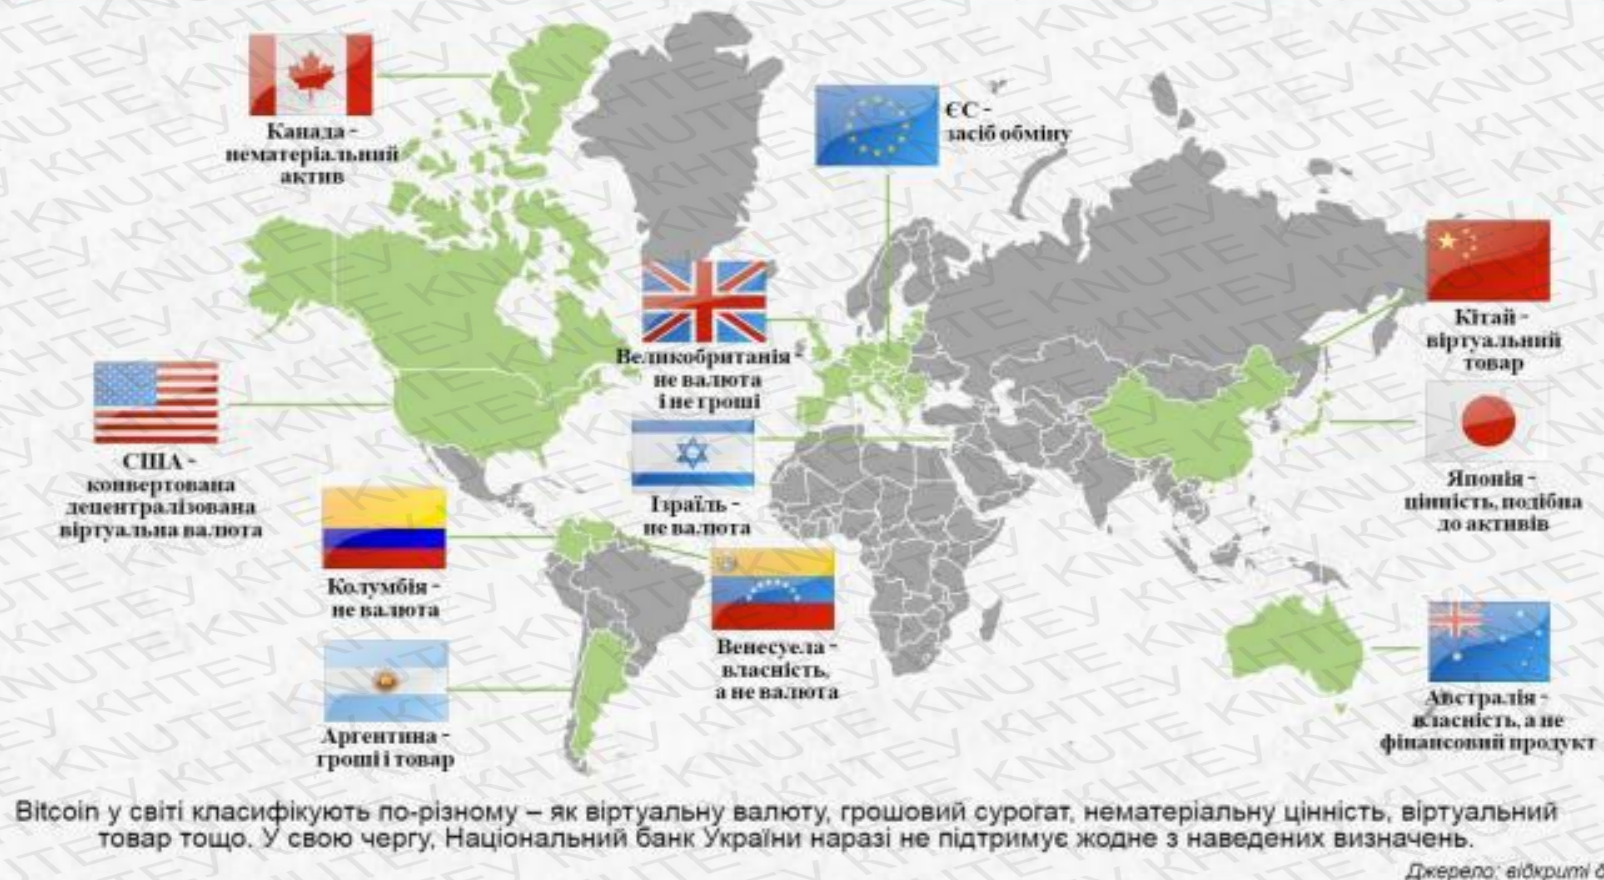 Канада -
нематеріальний
актив
ЄС -
засіб обміну
Великобританія -
не валюта
і не гроші
Кітай -
віртуальний
товар
США -
конвертована
децентралізована
віртуальна валюта
Ізраїль -
не валюта
Японія -
цінність, подібна
до активів
Колумбія -
не валюта
Венесуела -
власність,
а не валюта
Аргентина -
гроші і товар
Австралія -
власність, а не
фінансовий продукт
Bitcoin у світі класифікують по-різному – як віртуальну валюту, грошовий сурогат, нематеріальну цінність, віртуальний
товар тощо. У свою чергу, Національний банк України наразі не підтримує жодне з наведених визначень.
Джерело: відкриті
KNUTE KHTEY